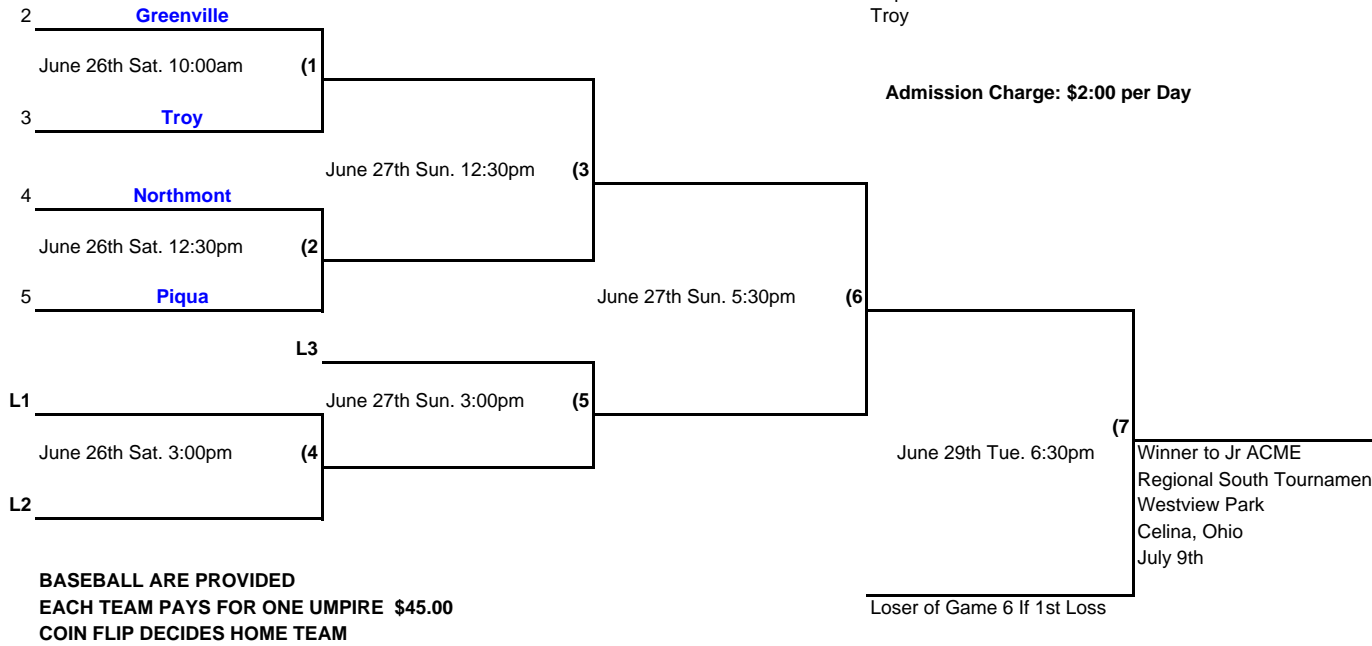 2 Greenville
Troy
June 26th Sat. 10:00am (1
Admission Charge: $2:00 per Day
3 Troy
June 27th Sun. 12:30pm (3
4 Northmont
June 26th Sat. 12:30pm (2
5 Piqua
June 27th Sun. 5:30pm (6
L3
L1
June 27th Sun. 3:00pm (5
(7
June 26th Sat. 3:00pm (4
June 29th Tue. 6:30pm
Winner to Jr ACME
Regional South Tournamen
L2
Westview Park
Celina, Ohio
July 9th
BASEBALL ARE PROVIDED
EACH TEAM PAYS FOR ONE UMPIRE $45.00
Loser of Game 6 If 1st Loss
COIN FLIP DECIDES HOME TEAM